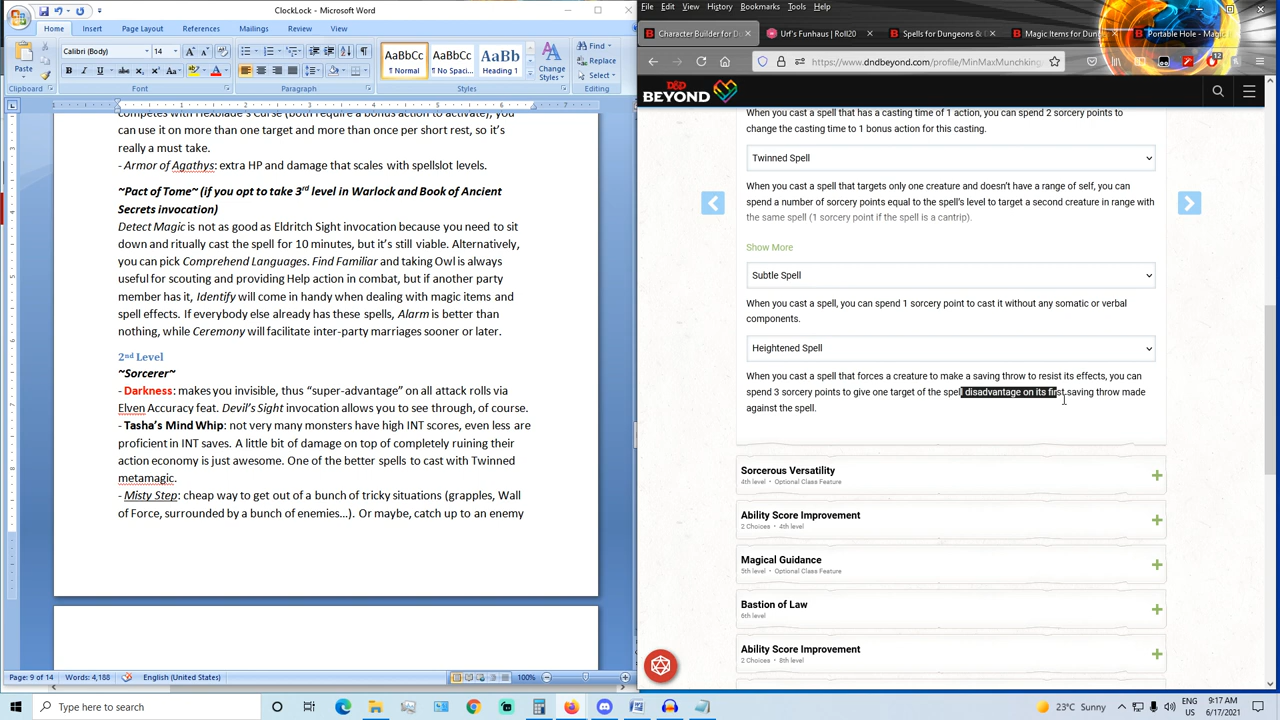 ClockLock - Microsoft Word
Home Insert Page Layout References Mailings Review View
Paste
Calibri (Body) 14
AaBbCc AaBbCc AaBbC
¶ Normal ¶ No Spaci... Heading 1
Change Styles
Find
Replace
Select
Clipboard Font Paragraph Styles Editing
competes with Hexblade's Curse (both require a bonus action to activate), you
can use it on more than one target and more than once per short rest, so it's
really a must take.
- Armor of Agathys: extra HP and damage that scales with spellslot levels.
~Pact of Tome~ (if you opt to take 3rd level in Warlock and Book of Ancient
Secrets invocation)
Detect Magic is not as good as Eldritch Sight invocation because you need to sit
down and ritually cast the spell for 10 minutes, but it's still viable. Alternatively,
you can pick Comprehend Languages. Find Familiar and taking Owl is always
useful for scouting and providing Help action in combat, but if another party
member has it, Identify will come in handy when dealing with magic items and
spell effects. If everybody else already has these spells, Alarm is better than
nothing, while Ceremony will facilitate inter-party marriages sooner or later.
2nd Level
~Sorcerer~
- Darkness: makes you invisible, thus "super-advantage" on all attack rolls via
Elven Accuracy feat. Devil's Sight invocation allows you to see through, of course.
- Tasha's Mind Whip: not very many monsters have high INT scores, even less are
proficient in INT saves. A little bit of damage on top of completely ruining their
action economy is just awesome. One of the better spells to cast with Twinned
metamagic.
- Misty Step: cheap way to get out of a bunch of tricky situations (grapples, Wall
of Force, surrounded by a bunch of enemies...). Or maybe, catch up to an enemy
Page: 9 of 14 Words: 4,188 English (United States) 100%
File Edit View History Bookmarks Tools Help
Character Builder for Du Urf's Funhaus | Roll20 Spells for Dungeons & D Magic Items for Dun Portable Hole - Magic I
https://www.dndbeyond.com/profile/MinMaxMunchking
12
D&D
BEYOND
When you cast a spell that has a casting time of 1 action, you can spend 2 sorcery points to
change the casting time to 1 bonus action for this casting.
Twinned Spell
When you cast a spell that targets only one creature and doesn't have a range of self, you can
spend a number of sorcery points equal to the spell's level to target a second creature in range with
the same spell (1 sorcery point if the spell is a cantrip).
Show More
Subtle Spell
When you cast a spell, you can spend 1 sorcery point to cast it without any somatic or verbal
components.
Heightened Spell
When you cast a spell that forces a creature to make a saving throw to resist its effects, you can
spend 3 sorcery points to give one target of the spell disadvantage on its first saving throw made
against the spell.
Sorcerous Versatility
4th level • Optional Class Feature
Ability Score Improvement
2 Choices • 4th level
Magical Guidance
5th level • Optional Class Feature
Bastion of Law
6th level
Ability Score Improvement
2 Choices • 8th level
Type here to search
23°C Sunny
ENG
US
9:17 AM
6/17/2021